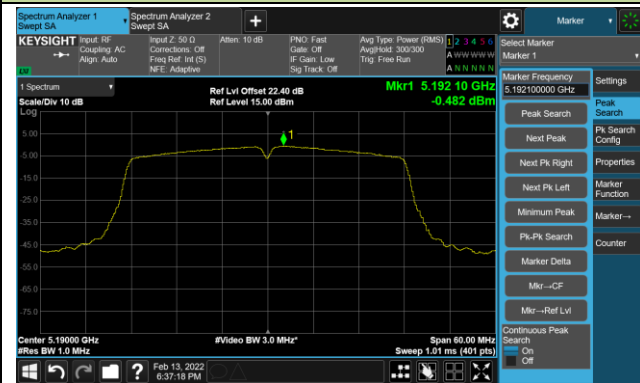 Spectrum Analyzer 1
Swept SA
Spectrum Analyzer 2
Swept SA
+
Marker
KEYSIGHT
Input: RF
Coupling: AC
Align: Auto
Input Z: 50 Ω
Corrections: Off
Freq Ref: Int (S)
NFE: Adaptive
Atten: 10 dB
PNO: Fast
Gate: Off
IF Gain: Low
Sig Track: Off
Avg Type: Power (RMS)
Avg|Hold: 300/300
Trig: Free Run
1 2 3 4 5 6
A W W W W W
A N N N N N
Select Marker
Marker 1
1 Spectrum
Scale/Div 10 dB
Ref Lvl Offset 22.40 dB
Ref Level 15.00 dBm
Mkr1 5.192 10 GHz
-0.482 dBm
Log
5.00
-5.00
-15.0
-25.0
-35.0
-45.0
-55.0
-65.0
-75.0
1
Center 5.19000 GHz
#Res BW 1.0 MHz
#Video BW 3.0 MHz*
Span 60.00 MHz
Sweep 1.01 ms (401 pts)
Marker Frequency
5.192100000 GHz
Peak Search
Next Peak
Next Pk Right
Next Pk Left
Minimum Peak
Pk-Pk Search
Marker Delta
Mkr→CF
Mkr→Ref Lvl
Continuous Peak
Search
On
Off
Settings
Peak
Search
Pk Search
Config
Properties
Marker
Function
Marker→
Counter
?
Feb 13, 2022
6:37:18 PM